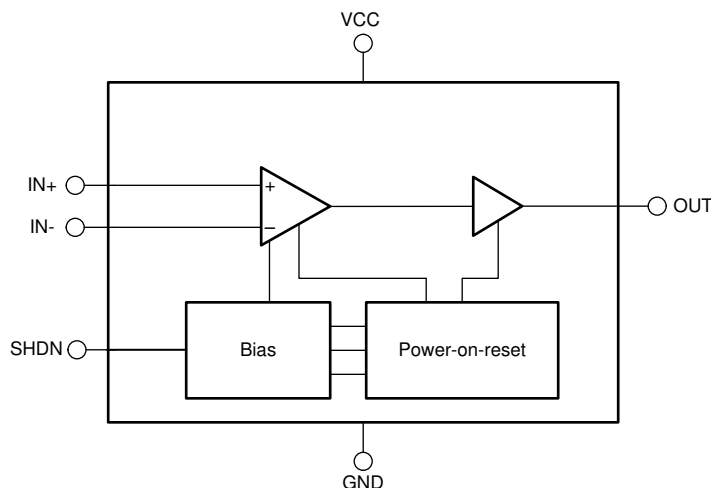 VCC
IN+
+
IN-
−
OUT
SHDN
Bias
Power-on-reset
GND